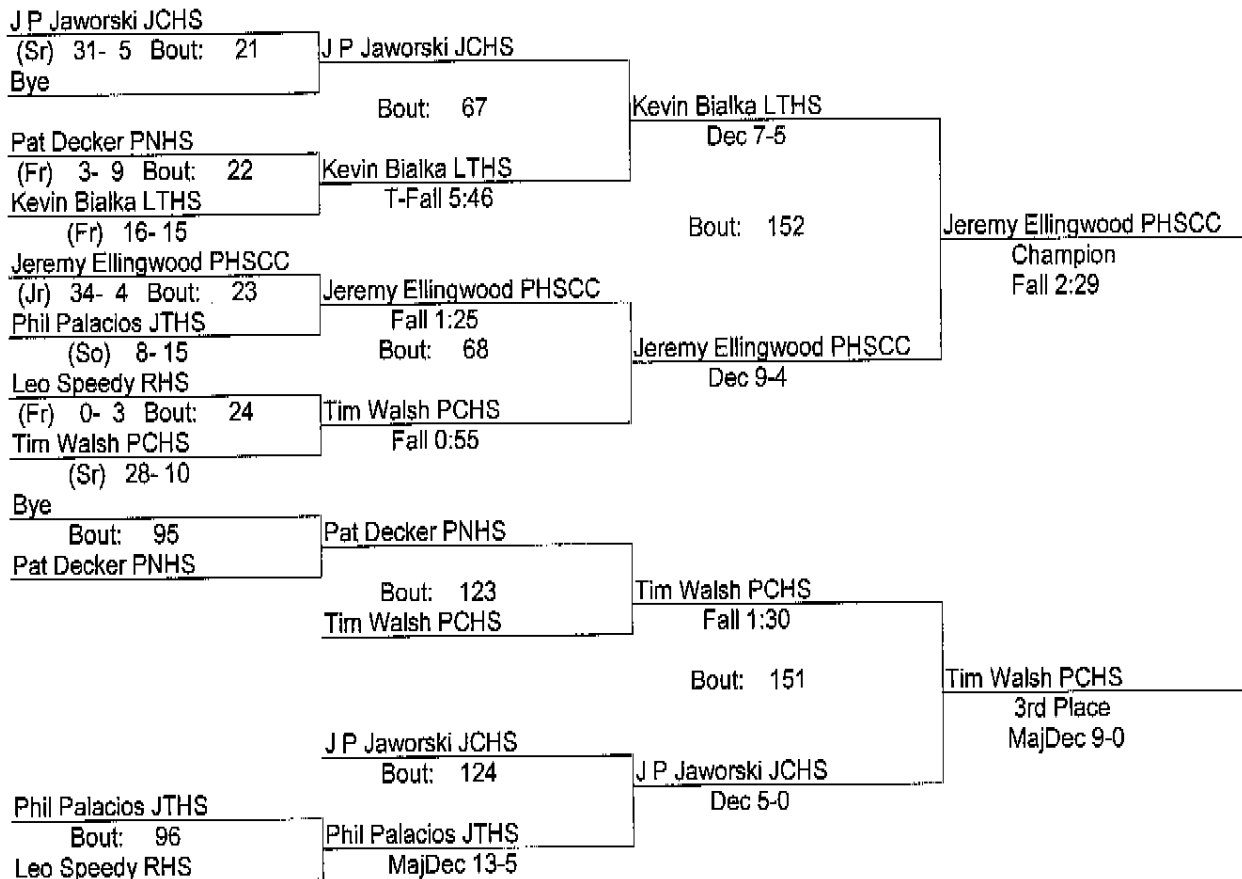 J P Jaworski JCHS
(Sr) 31- 5 Bout: 21
Bye
J P Jaworski JCHS
Bout: 67
Pat Decker PNHS
(Fr) 3- 9 Bout: 22
Kevin Bialka LTHS
(Fr) 16- 15
Kevin Bialka LTHS
T-Fall 5:46
Kevin Bialka LTHS
Dec 7-5
Bout: 152
Jeremy Ellingwood PHSCC
(Jr) 34- 4 Bout: 23
Phil Palacios JTHS
(So) 8- 15
Jeremy Ellingwood PHSCC
Fall 1:25
Bout: 68
Leo Speedy RHS
(Fr) 0- 3 Bout: 24
Tim Walsh PCHS
(Sr) 28- 10
Tim Walsh PCHS
Fall 0:55
Jeremy Ellingwood PHSCC
Dec 9-4
Jeremy Ellingwood PHSCC
Champion
Fall 2:29
Bye
Bout: 95
Pat Decker PNHS
Pat Decker PNHS
Bout: 123
Tim Walsh PCHS
Tim Walsh PCHS
Fall 1:30
Bout: 151
J P Jaworski JCHS
Bout: 124
Phil Palacios JTHS
Bout: 96
Leo Speedy RHS
Phil Palacios JTHS
MajDec 13-5
J P Jaworski JCHS
Dec 5-0
Tim Walsh PCHS
3rd Place
MajDec 9-0